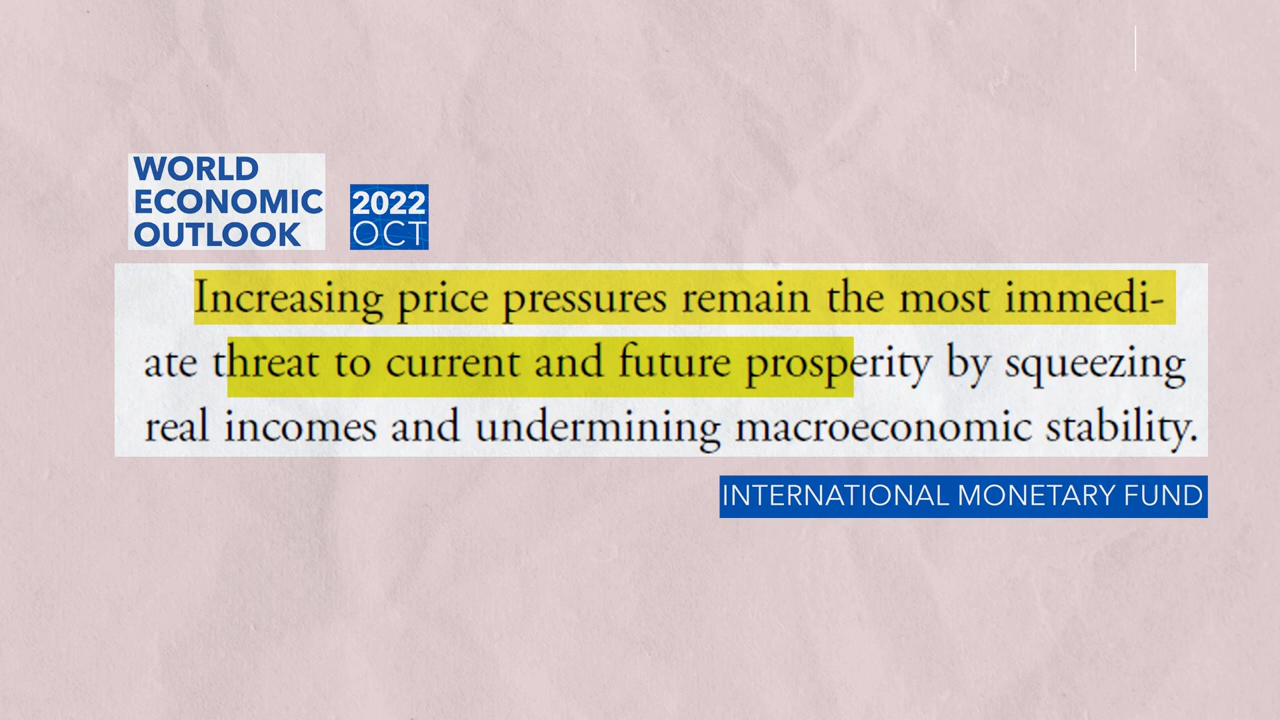 WORLD
ECONOMIC
OUTLOOK
2022
OCT
Increasing price pressures remain the most immedi-
ate threat to current and future prosperity by squeezing
real incomes and undermining macroeconomic stability.
INTERNATIONAL MONETARY FUND